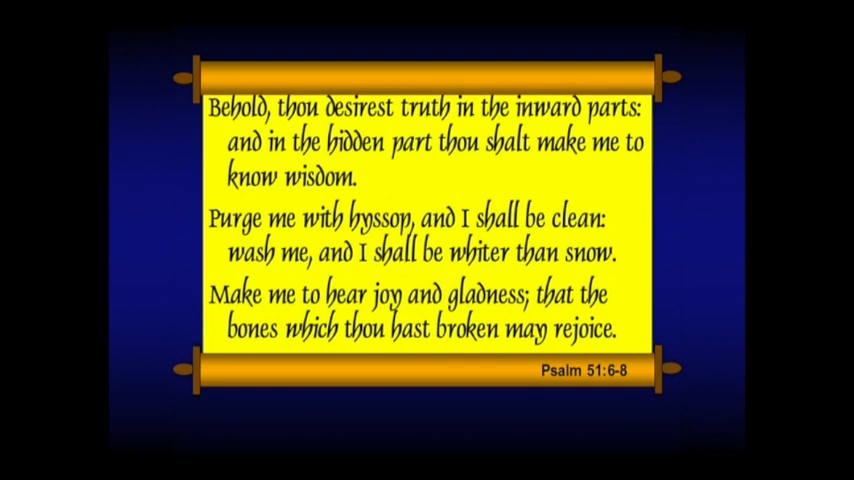 Behold, thou desirest truth in the inward parts:
and in the hidden part thou shalt make me to
know wisdom.
Purge me with hyssop, and I shall be clean:
wash me, and I shall be whiter than snow.
Make me to hear joy and gladness; that the
bones which thou hast broken may rejoice.
Psalm 51:6-8